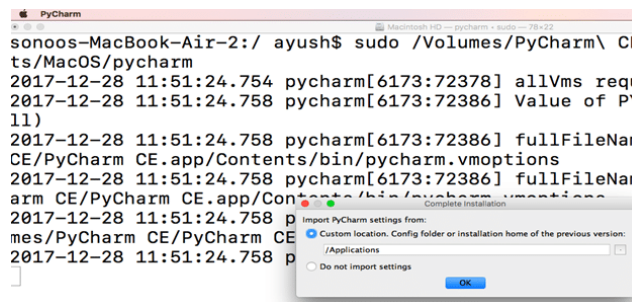 PyCharm
Macintosh HD — pycharm • sudo — 78×22
sonoos-MacBook-Air-2:/ ayush$ sudo /Volumes/PyCharm\ CE
ts/MacOS/pycharm
2017-12-28 11:51:24.754 pycharm[6173:72378] allVms requ
2017-12-28 11:51:24.758 pycharm[6173:72386] Value of PY
ll)
2017-12-28 11:51:24.758 pycharm[6173:72386] fullFileNam
CE/PyCharm CE.app/Contents/bin/pycharm.vmoptions
2017-12-28 11:51:24.758 pycharm[6173:72386] fullFileNam
arm CE/PyCharm CE.app/Contents/bin/pycharm.vmoptions
2017-12-28 11:51:24.758 p
mes/PyCharm CE/PyCharm CE
2017-12-28 11:51:24.758 p
Complete Installation
Import PyCharm settings from:
Custom location. Config folder or installation home of the previous version:
/Applications
Do not import settings
OK